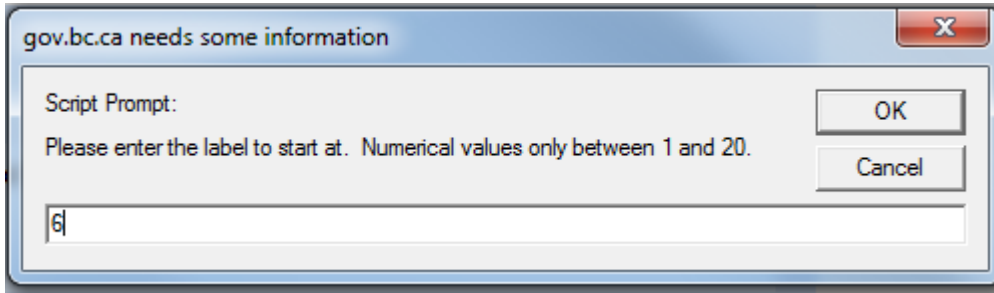 gov.bc.ca needs some information
Script Prompt:
OK
Please enter the label to start at.  Numerical values only between 1 and 20.
Cancel
6